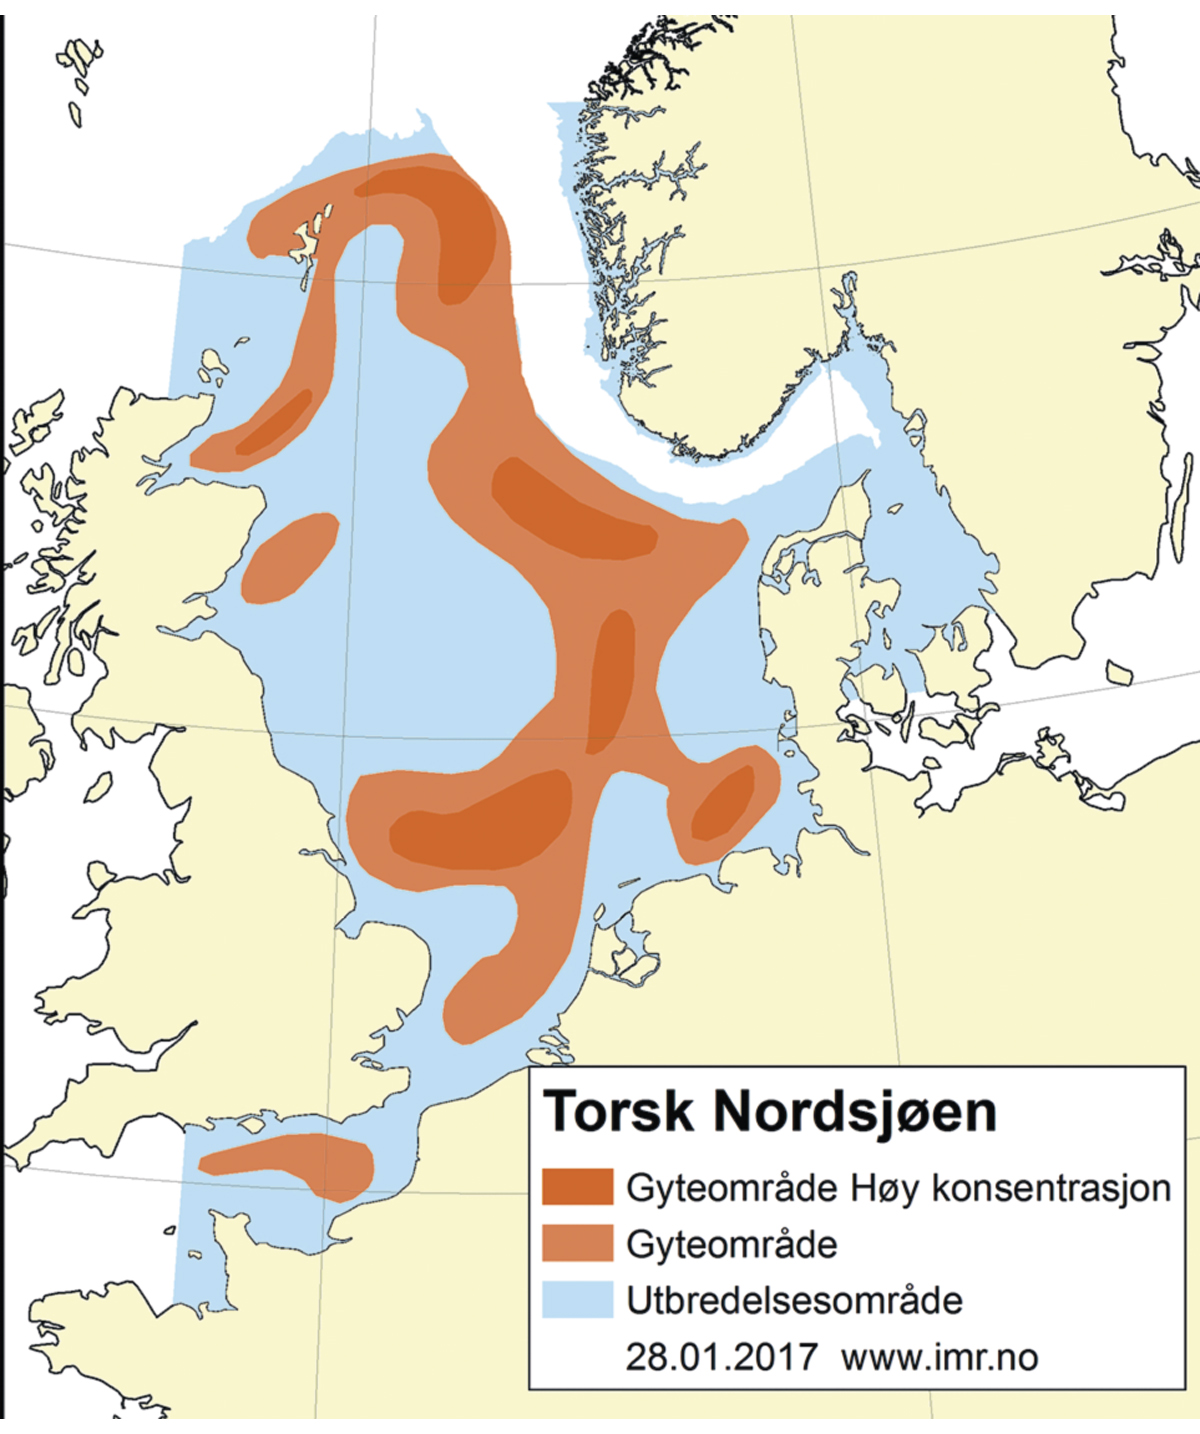 Torsk Nordsjøen
Gyteområde Høy konsentrasjon
Gyteområde
Utbredelsesområde
28.01.2017 www.imr.no